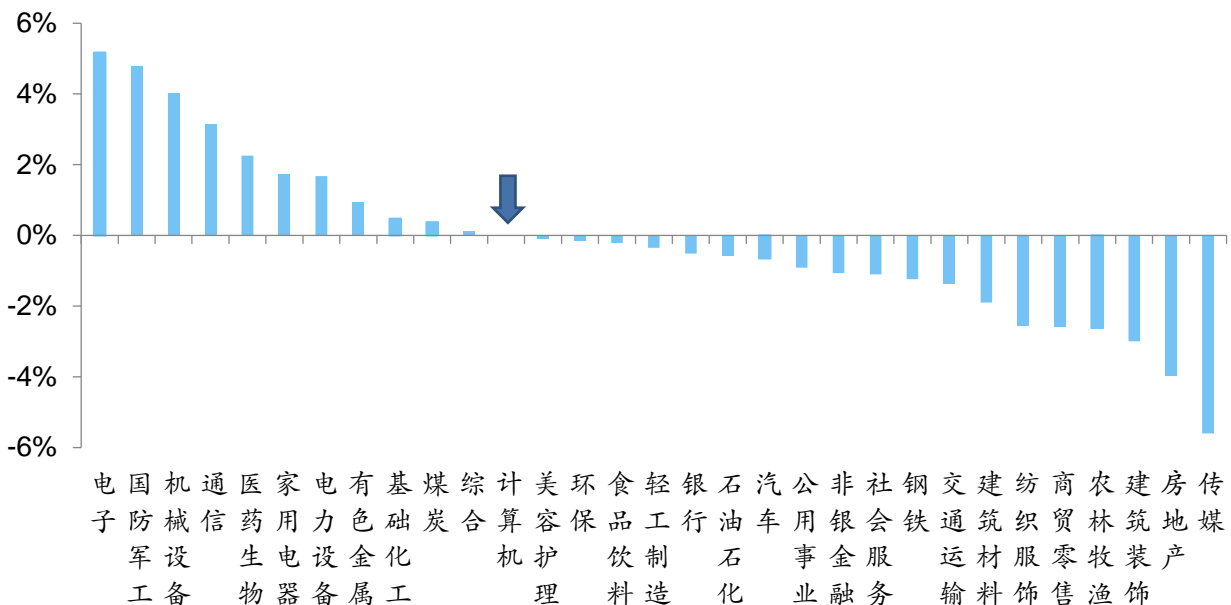 6%
4%
2%
0%
-2%
-4%
-6%
电子
国防军工
机械设备
通信
医药生物
家用电器
电力设备
有色金属
基础化工
煤炭
综合
计算机
美容护理
环保
食品饮料
轻工制造
银行
石油石化
汽车
公用事业
非银金融
社会服务
钢铁
交通运输
建筑材料
纺织服饰
商贸零售
农林牧渔
建筑装饰
房地产
传媒